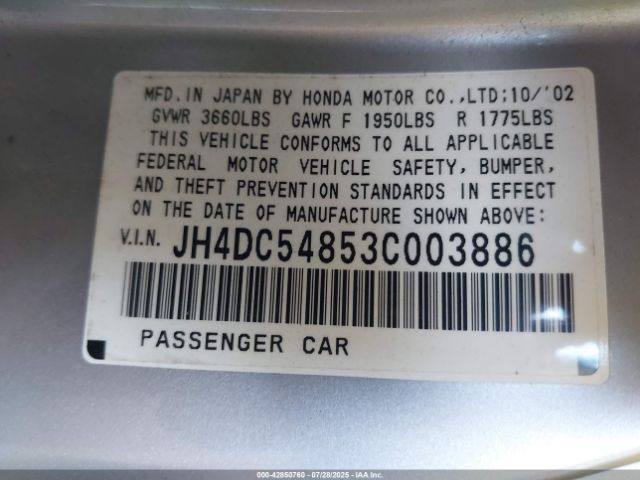 MFD.IN JAPAN BY HONDA MOTOR CO.,LTD;10/'02
GVWR 3660LBS GAWR F 1950LBS R 1775LBS
THIS VEHICLE CONFORMS TO ALL APPLICABLE
FEDERAL MOTOR VEHICLE SAFETY, BUMPER,
AND THEFT PREVENTION STANDARDS IN EFFECT
ON THE DATE OF MANUFACTURE SHOWN ABOVE:
V.I.N. JH4DC54853C003886
PASSENGER CAR
000-42850760 - 07/28/2025 - IAA Inc.